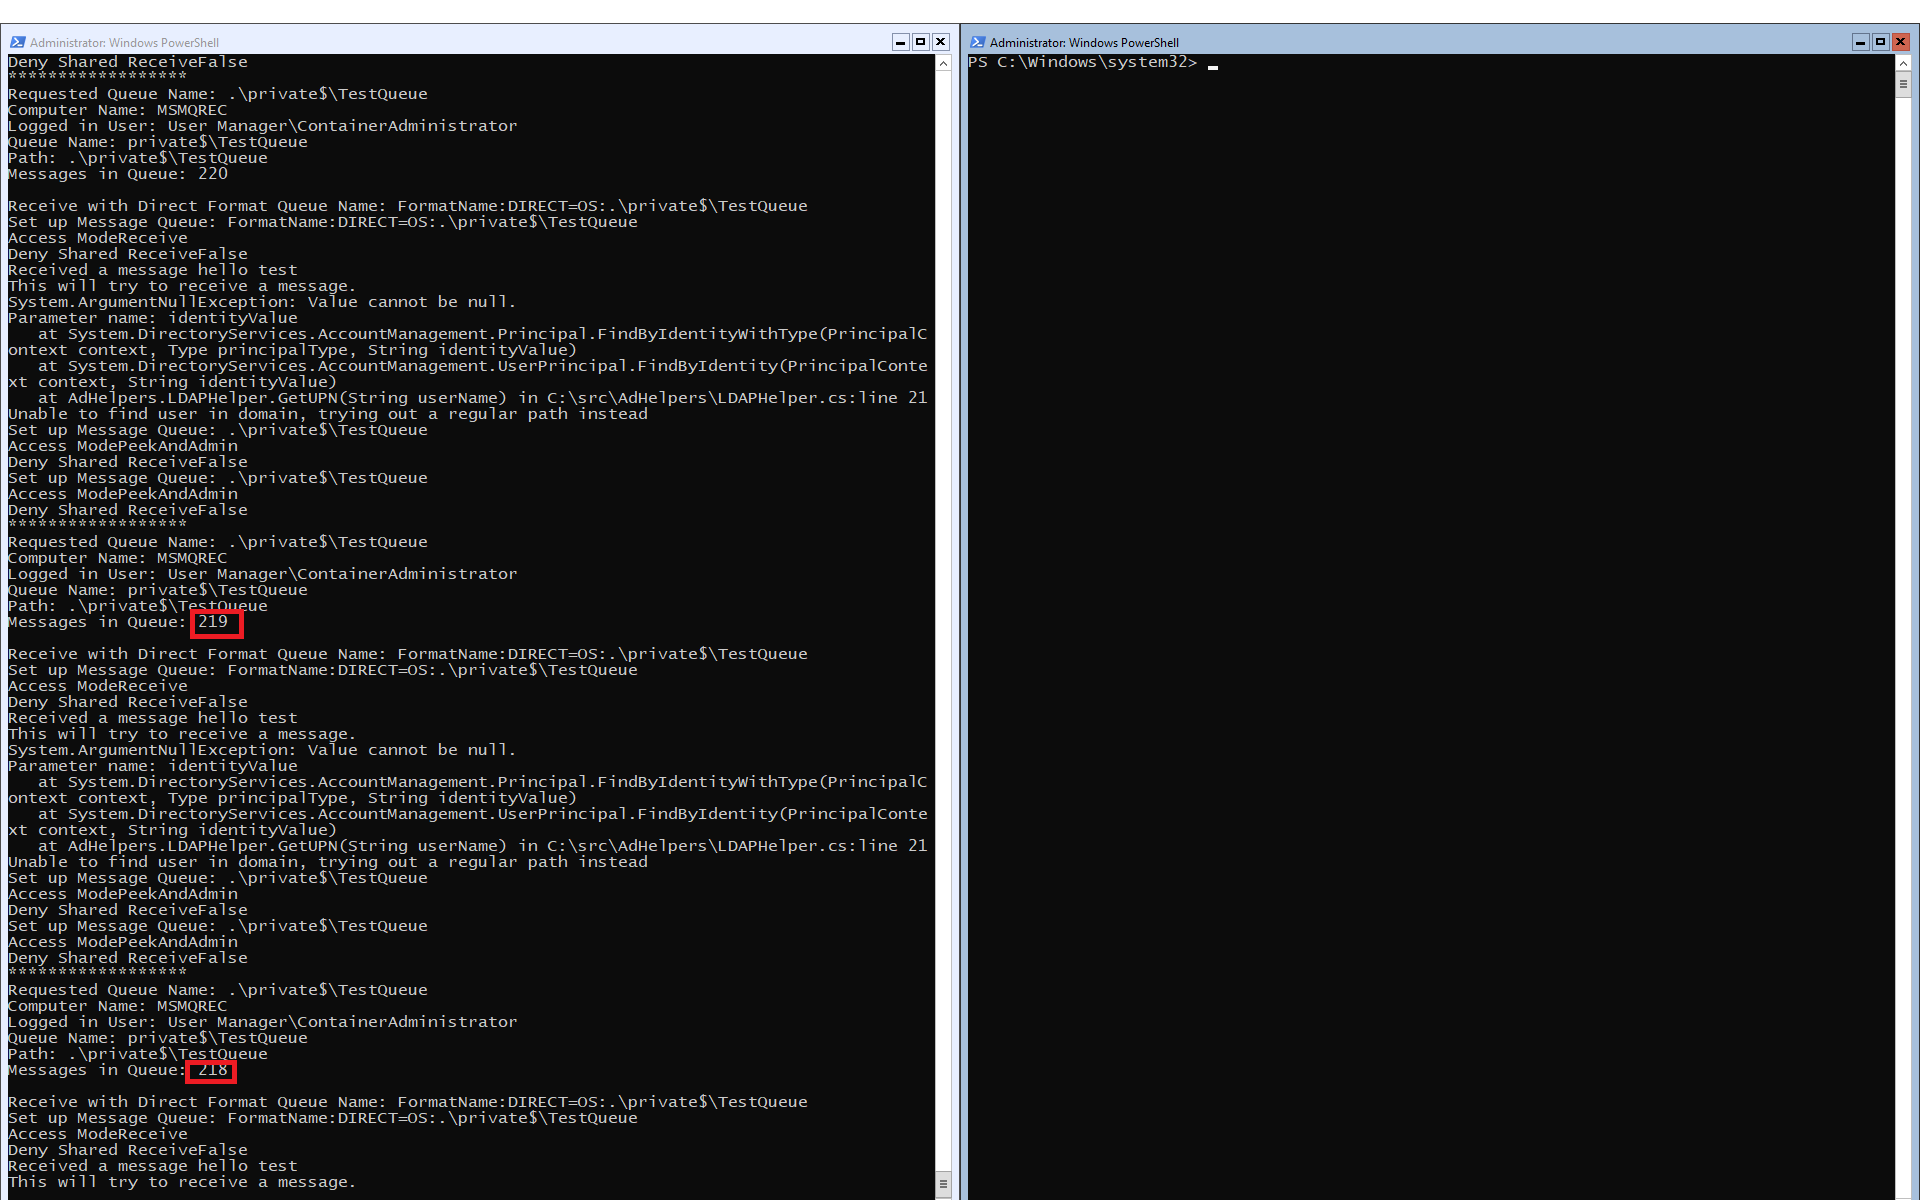 Administrator: Windows PowerShell
Deny Shared ReceiveFalse
******************
Requested Queue Name: .\private$\TestQueue
Computer Name: MSMQREC
Logged in User: User Manager\ContainerAdministrator
Queue Name: private$\TestQueue
Path: .\private$\TestQueue
Messages in Queue: 220
Receive with Direct Format Queue Name: FormatName:DIRECT=OS:.\private$\TestQueue
Set up Message Queue: FormatName:DIRECT=OS:.\private$\TestQueue
Access ModeReceive
Deny Shared ReceiveFalse
Received a message hello test
This will try to receive a message.
System.ArgumentNullException: Value cannot be null.
Parameter name: identityValue
   at System.DirectoryServices.AccountManagement.Principal.FindByIdentityWithType(PrincipalC
ontext context, Type principalType, String identityValue)
   at System.DirectoryServices.AccountManagement.UserPrincipal.FindByIdentity(PrincipalConte
xt context, String identityValue)
   at AdHelpers.LDAPHelper.GetUPN(String userName) in C:\src\AdHelpers\LDAPHelper.cs:line 21
Unable to find user in domain, trying out a regular path instead
Set up Message Queue: .\private$\TestQueue
Access ModePeekAndAdmin
Deny Shared ReceiveFalse
Set up Message Queue: .\private$\TestQueue
Access ModePeekAndAdmin
Deny Shared ReceiveFalse
******************
Requested Queue Name: .\private$\TestQueue
Computer Name: MSMQREC
Logged in User: User Manager\ContainerAdministrator
Queue Name: private$\TestQueue
Path: .\private$\TestQueue
Messages in Queue: 219
Receive with Direct Format Queue Name: FormatName:DIRECT=OS:.\private$\TestQueue
Set up Message Queue: FormatName:DIRECT=OS:.\private$\TestQueue
Access ModeReceive
Deny Shared ReceiveFalse
Received a message hello test
This will try to receive a message.
System.ArgumentNullException: Value cannot be null.
Parameter name: identityValue
   at System.DirectoryServices.AccountManagement.Principal.FindByIdentityWithType(PrincipalC
ontext context, Type principalType, String identityValue)
   at System.DirectoryServices.AccountManagement.UserPrincipal.FindByIdentity(PrincipalConte
xt context, String identityValue)
   at AdHelpers.LDAPHelper.GetUPN(String userName) in C:\src\AdHelpers\LDAPHelper.cs:line 21
Unable to find user in domain, trying out a regular path instead
Set up Message Queue: .\private$\TestQueue
Access ModePeekAndAdmin
Deny Shared ReceiveFalse
Set up Message Queue: .\private$\TestQueue
Access ModePeekAndAdmin
Deny Shared ReceiveFalse
******************
Requested Queue Name: .\private$\TestQueue
Computer Name: MSMQREC
Logged in User: User Manager\ContainerAdministrator
Queue Name: private$\TestQueue
Path: .\private$\TestQueue
Messages in Queue: 218
Receive with Direct Format Queue Name: FormatName:DIRECT=OS:.\private$\TestQueue
Set up Message Queue: FormatName:DIRECT=OS:.\private$\TestQueue
Access ModeReceive
Deny Shared ReceiveFalse
Received a message hello test
This will try to receive a message.
Administrator: Windows PowerShell
PS C:\Windows\system32> _